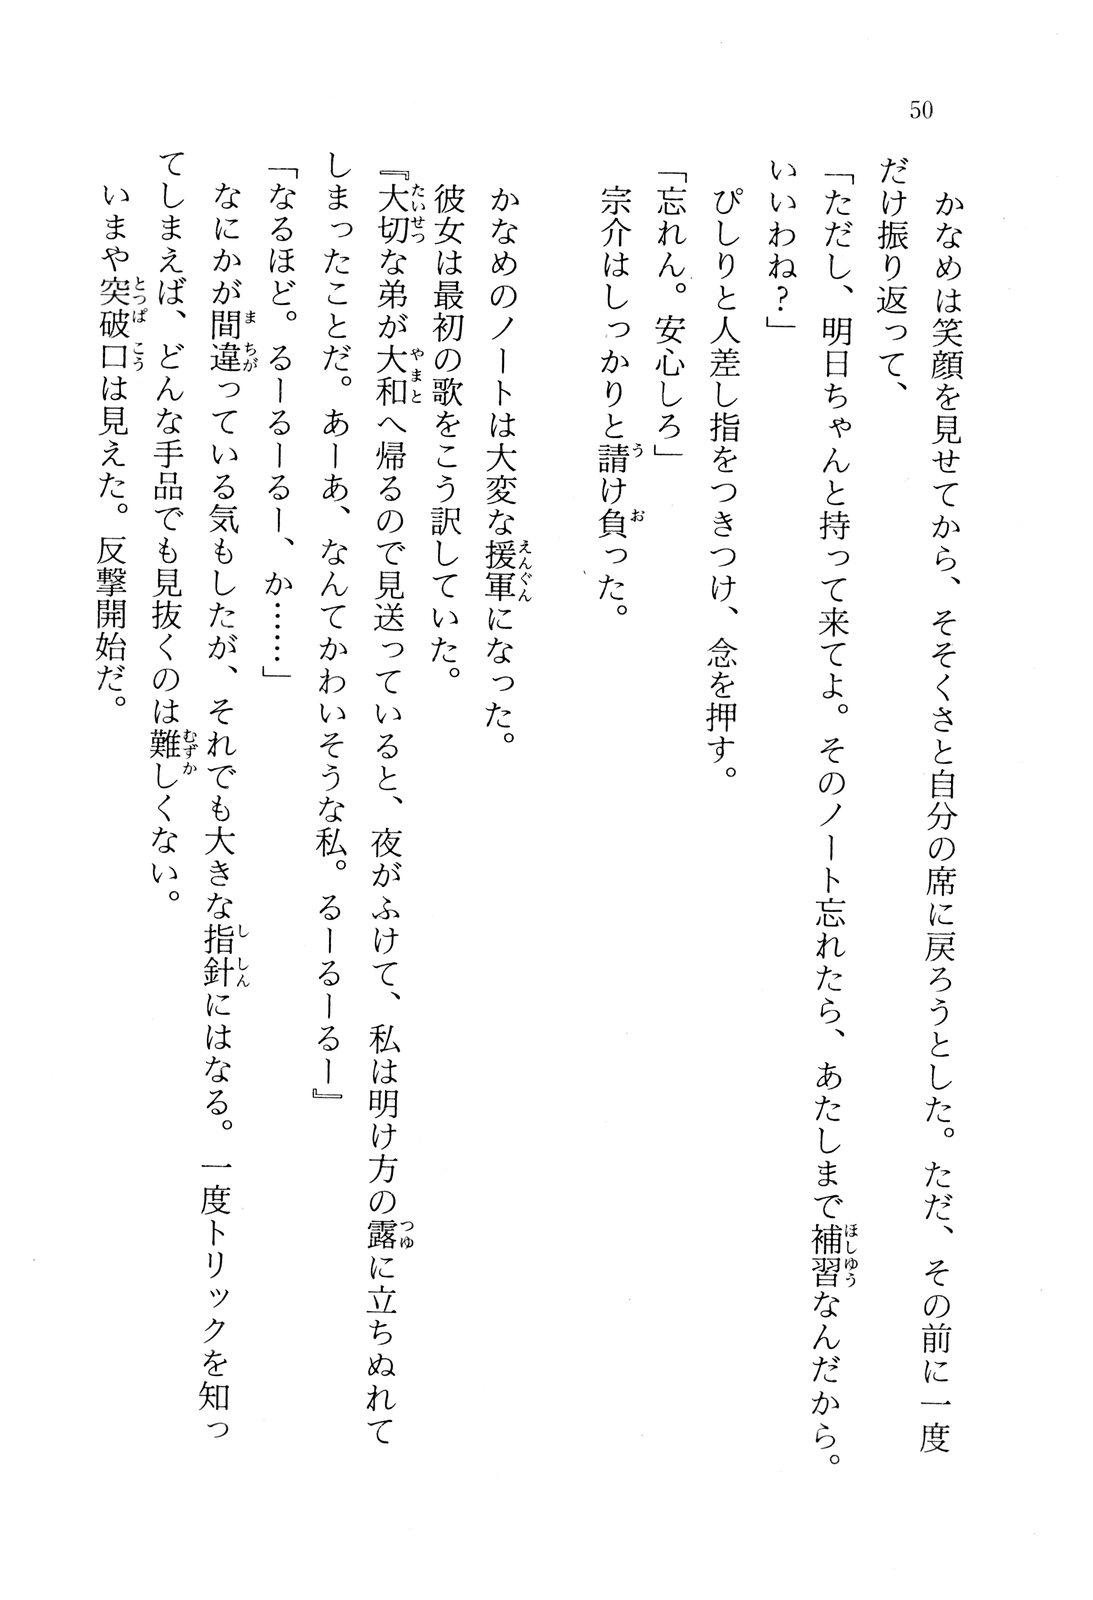 50
かなめは笑顔を見せてから、そそくさと自分の席に戻ろうとした。ただ、その前に一度
だけ振り返って、
「ただし、明日ちゃんと持って来てよ。そのノート忘れたら、あたしまで補習なんだから。
いいわね？」
ぴしりと人差し指をつきつけ、念を押す。
「忘れん。安心しろ」
宗介はしっかりと請け負った。
かなめのノートは大変な援軍になった。
彼女は最初の歌をこう訳していた。
『大切な弟が大和へ帰るので見送っていると、夜がふけて、私は明け方の露に立ちぬれて
しまったことだ。あーあ、なんてかわいそうな私。るーるーるー』
「なるほど。るーるーるー、か……」
なにかが間違っている気もしたが、それでも大きな指針にはなる。一度トリックを知っ
てしまえば、どんな手品でも見抜くのは難しくない。
いまや突破口は見えた。反撃開始だ。